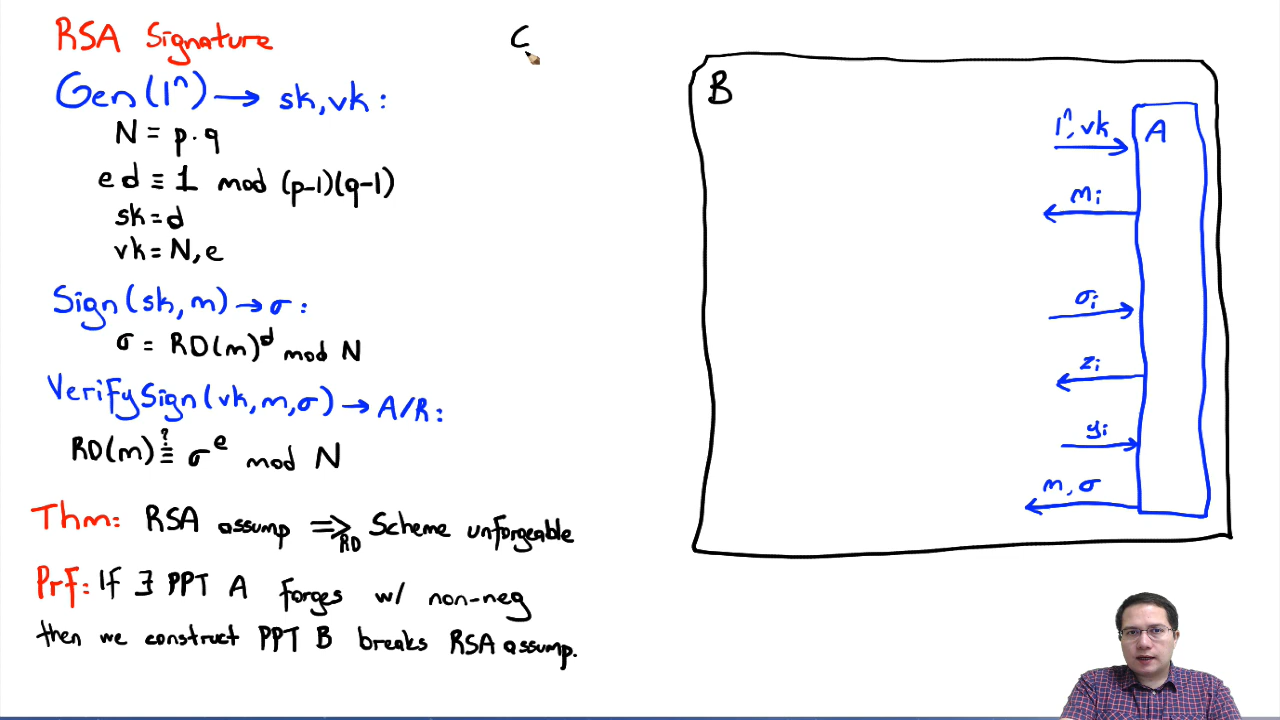 RSA Signature
Gen(1ⁿ) → sk, vk :
N = p·q
ed ≡ 1 mod (p-1)(q-1)
sk = d
vk = N, e
Sign(sk, m) → σ :
σ = RO(m)ᵈ mod N
VerifySign(vk, m, σ) → A/R :
RO(m) ≟ σᵉ mod N
Thm: RSA assump ⇒ RO Scheme unforgeable
Prf: If ∃ PPT A forges w/ non-neg
then we construct PPT B breaks RSA assump.
C
B
1ⁿ, vk
A
mi
σi
zi
yi
m, σ